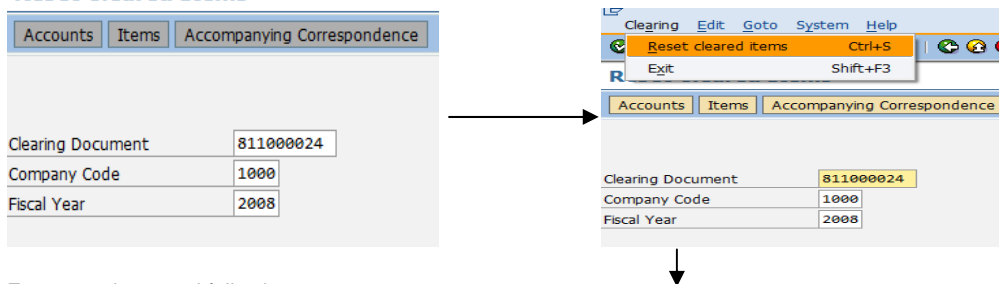 Accounts Items Accompanying Correspondence
Clearing Document 811000024
Company Code 1000
Fiscal Year 2008
Clearing Edit Goto System Help
Reset cleared items Ctrl+S
Exit Shift+F3
R
Accounts Items Accompanying Correspondence
Clearing Document 811000024
Company Code 1000
Fiscal Year 2008